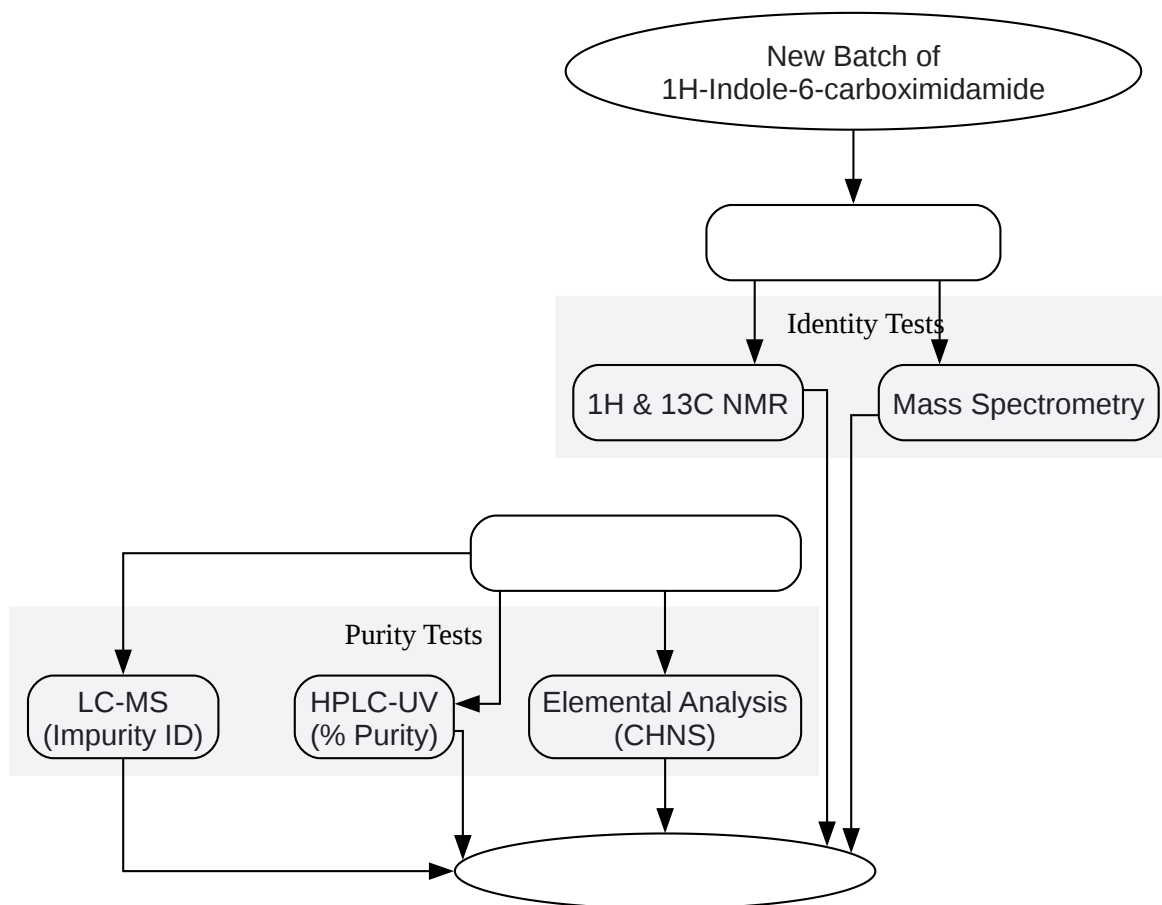 New Batch of
1H-Indole-6-carboximidamide
Identity Tests
1H & 13C NMR
Mass Spectrometry
Purity Tests
LC-MS
(Impurity ID)
HPLC-UV
(% Purity)
Elemental Analysis
(CHNS)